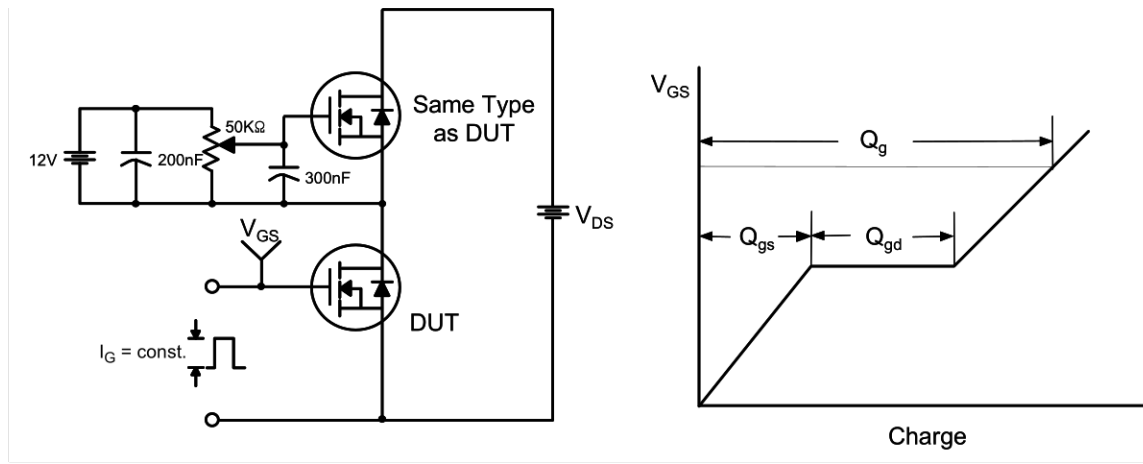 Same Type
as DUT
50KΩ
12V
200nF
300nF
V_GS
V_DS
DUT
I_G = const.
V_GS
Q_g
Q_gs
Q_gd
Charge